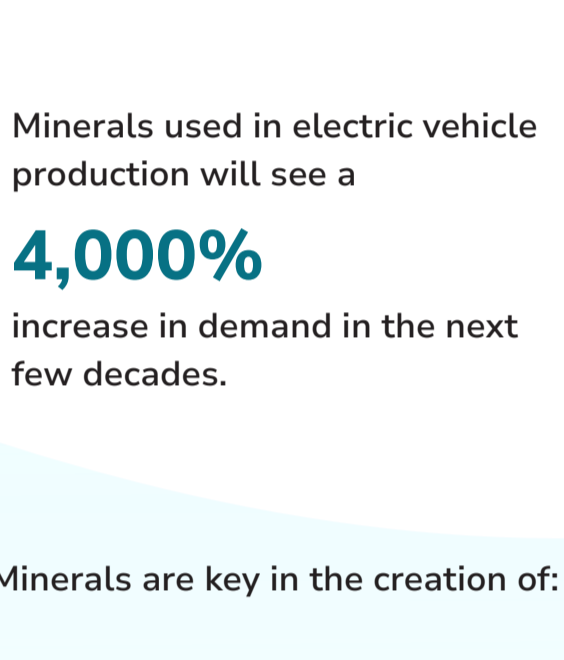 Minerals used in electric vehicle
production will see a
4,000%
increase in demand in the next
few decades.
Minerals are key in the creation of: